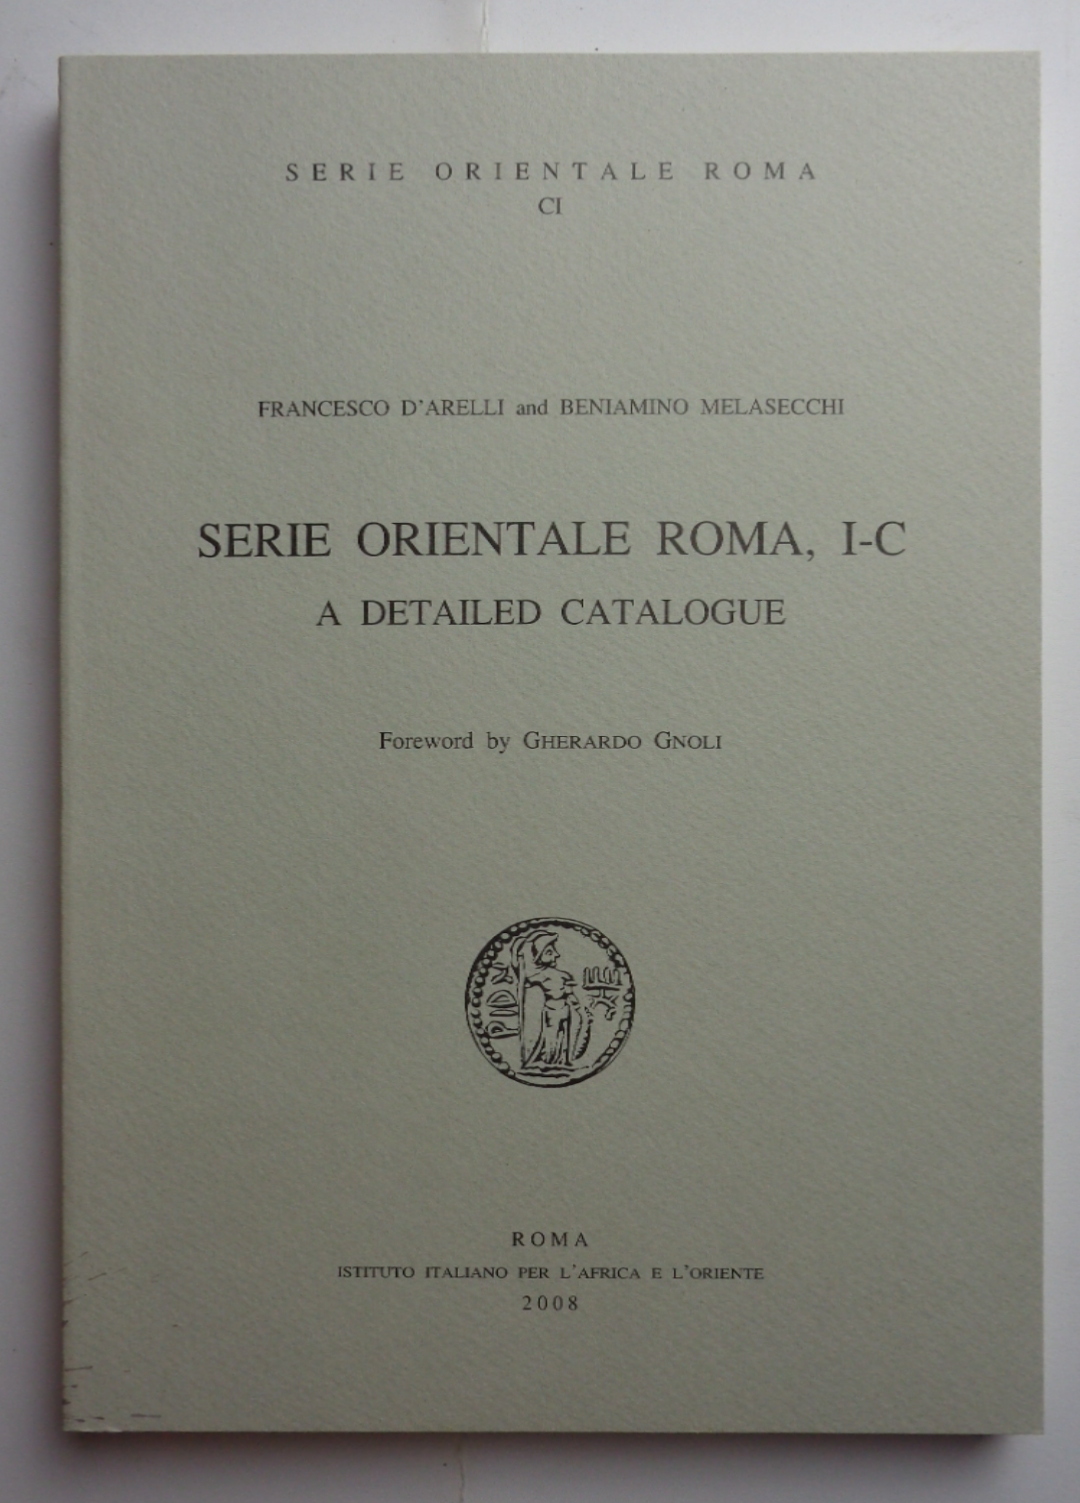 SERIE ORIENTALE ROMA
CI
FRANCESCO D'ARELLI and BENIAMINO MELASECCHI
SERIE ORIENTALE ROMA, I-C
A DETAILED CATALOGUE
Foreword by GHERARDO GNOLI
ROMA
ISTITUTO ITALIANO PER L'AFRICA E L'ORIENTE
2008